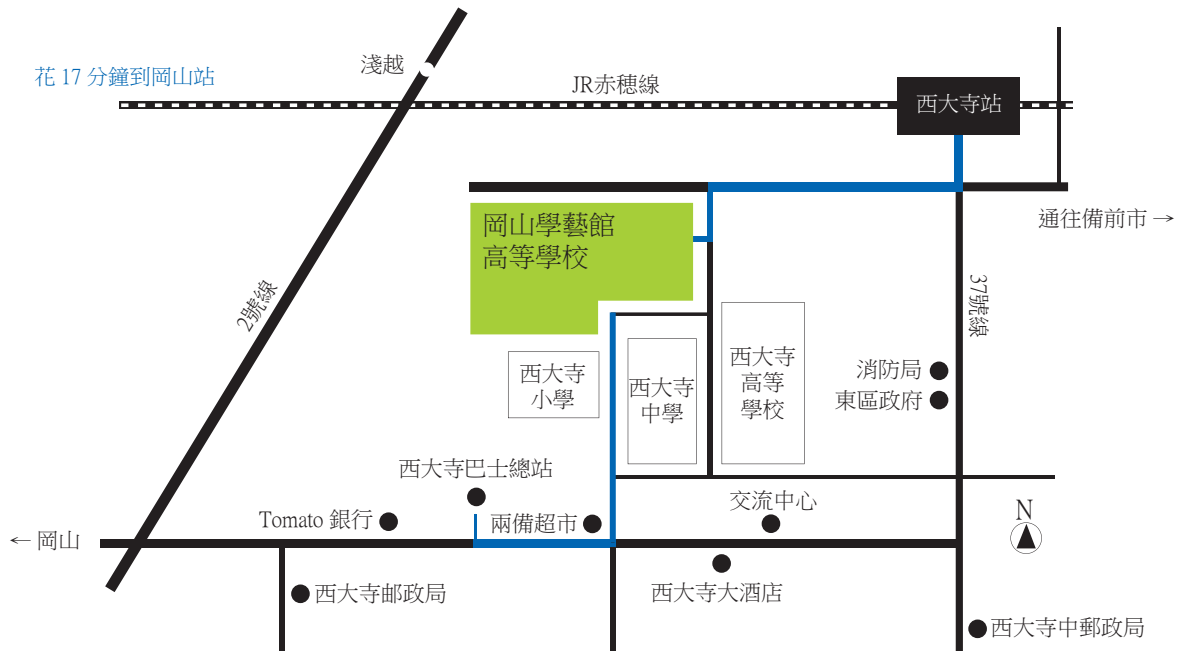 淺越
花 17 分鐘到岡山站
JR赤穂線
西大寺站
通往備前市 →
岡山學藝館
高等學校
2號線
37號線
西大寺
小學
西大寺
中學
西大寺
高等
學校
消防局
東區政府
西大寺巴士總站
Tomato 銀行
兩備超市
交流中心
N
← 岡山
西大寺邮政局
西大寺大酒店
西大寺中郵政局